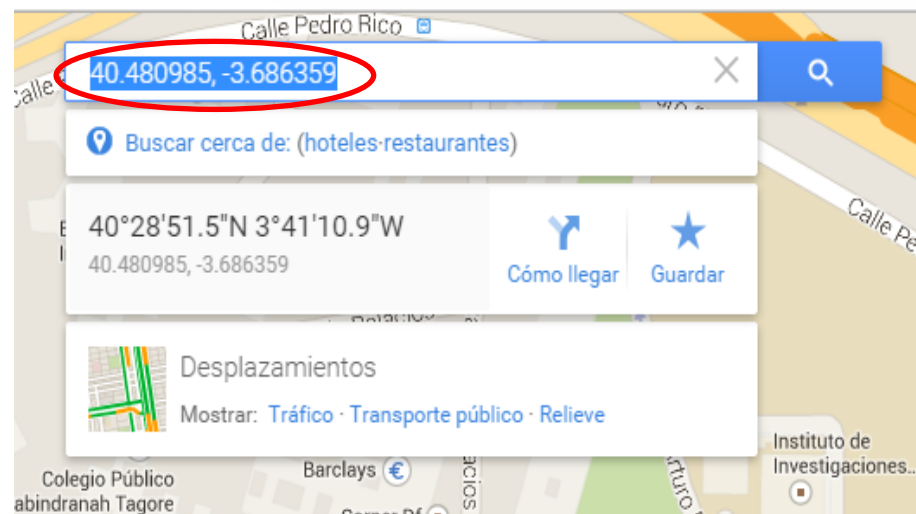 Calle Pedro Rico
Calle
40.480985, -3.686359
Buscar cerca de: (hoteles·restaurantes)
Calle Pe
40°28'51.5"N 3°41'10.9"W
40.480985, -3.686359
Cómo llegar
Guardar
Desplazamientos
Mostrar: Tráfico · Transporte público · Relieve
Instituto de
Investigaciones...
Barclays €
Colegio Público
abindranah Tagore
acios
Arturo